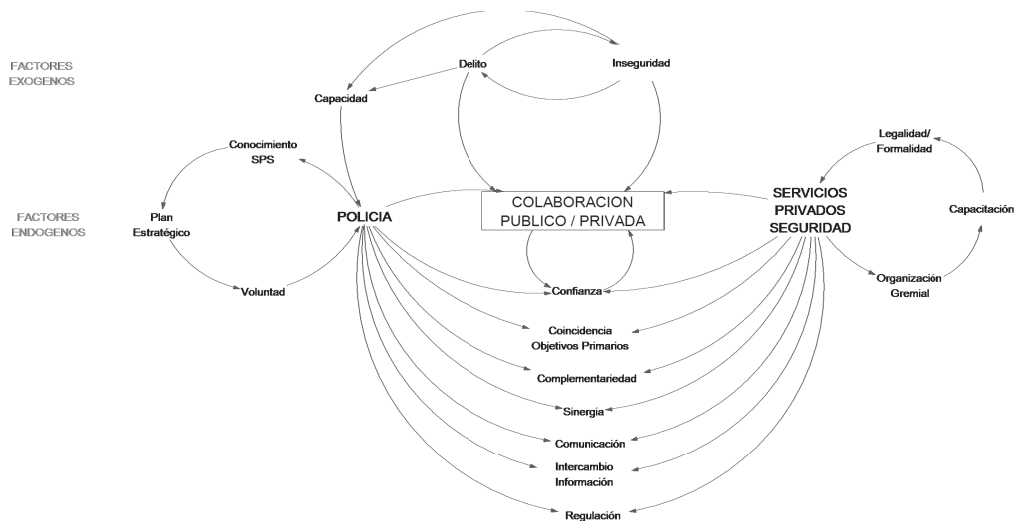 FACTORES
EXOGENOS
Delito
Inseguridad
Capacidad
Conocimiento
SPS
Legalidad/
Formalidad
FACTORES
ENDOGENOS
Plan
Estratégico
POLICIA
COLABORACION
PUBLICO / PRIVADA
SERVICIOS
PRIVADOS
SEGURIDAD
Capacitación
Voluntad
Confianza
Organización
Gremial
Coincidencia
Objetivos Primarios
Complementariedad
Sinergia
Comunicación
Intercambio
Información
Regulación